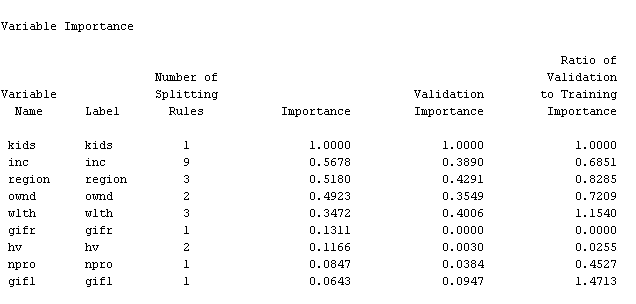 Variable Importance
Ratio of
Number of Validation
Variable Splitting Validation to Training
Name Label Rules Importance Importance Importance
kids kids 1 1.0000 1.0000 1.0000
inc inc 9 0.5678 0.3890 0.6851
region region 3 0.5180 0.4291 0.8285
ownd ownd 2 0.4923 0.3549 0.7209
wlth wlth 3 0.3472 0.4006 1.1540
gifr gifr 1 0.1311 0.0000 0.0000
hv hv 2 0.1166 0.0030 0.0255
npro npro 1 0.0847 0.0384 0.4527
gifl gifl 1 0.0643 0.0947 1.4713